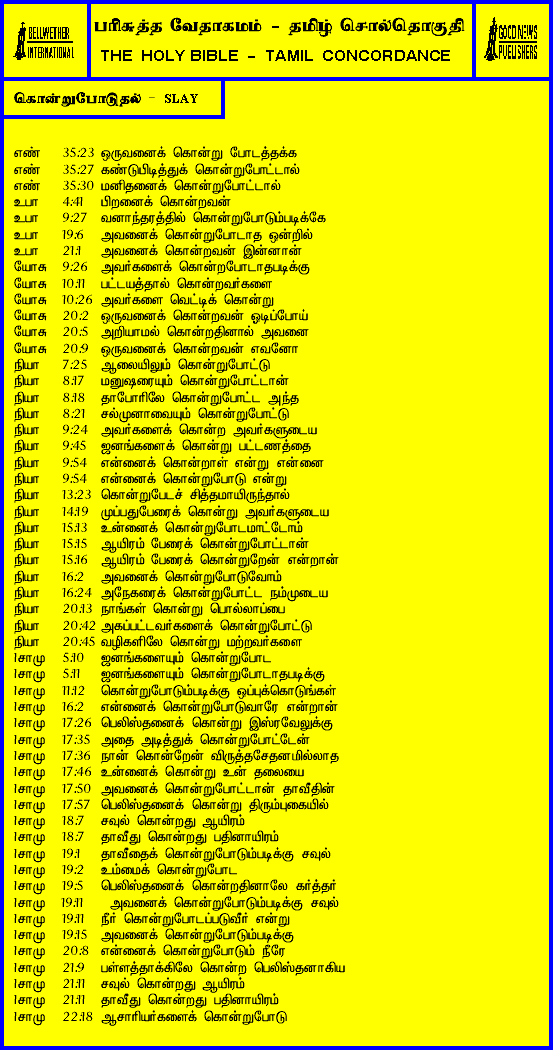 BELLWETHER
INTERNATIONAL
பரிசுத்த வேதாகமம் - தமிழ் சொல்தொகுதி
THE HOLY BIBLE - TAMIL CONCORDANCE
GOOD NEWS
PUBLISHERS
கொன்றுபோடுதல் - SLAY
எண் 35:23 ஒருவனைக் கொன்று போடத்தக்க
எண் 35:27 கண்டுபிடித்துக் கொன்றுபோட்டால்
எண் 35:30 மனிதனைக் கொன்றுபோட்டால்
உபா 4:41 பிறனைக் கொன்றவன்
உபா 9:27 வனாந்தரத்தில் கொன்றுபோடும்படிக்கே
உபா 19:6 அவனைக் கொன்றுபோடாத ஒன்றில்
உபா 21:1 அவனைக் கொன்றவன் இன்னான்
யோசு 9:26 அவர்களைக் கொன்றபோடாதபடிக்கு
யோசு 10:11 பட்டயத்தால் கொன்றவர்களை
யோசு 10:26 அவர்களை வெட்டிக் கொன்று
யோசு 20:2 ஒருவனைக் கொன்றவன் ஓடிப்போய்
யோசு 20:5 அறியாமல் கொன்றதினால் அவனை
யோசு 20:9 ஒருவனைக் கொன்றவன் எவனோ
நியா 7:25 ஆலையிலும் கொன்றுபோட்டு
நியா 8:17 மனுஷரையும் கொன்றுபோட்டான்
நியா 8:18 தாபோரிலே கொன்றுபோட்ட அந்த
நியா 8:21 சல்முனாவையும் கொன்றுபோட்டு
நியா 9:24 அவர்களைக் கொன்ற அவர்களுடைய
நியா 9:45 ஜனங்களைக் கொன்று பட்டணத்தை
நியா 9:54 என்னைக் கொன்றாள் என்று என்னை
நியா 9:54 என்னைக் கொன்றுபோடு என்று
நியா 13:23 கொன்றுபேடச் சித்தமாயிருந்தால்
நியா 14:19 முப்பதுபேரைக் கொன்று அவர்களுடைய
நியா 15:13 உன்னைக் கொன்றுபோடமாட்டோம்
நியா 15:15 ஆயிரம் பேரைக் கொன்றுபோட்டான்
நியா 15:16 ஆயிரம் பேரைக் கொன்றுறேன் என்றான்
நியா 16:2 அவனைக் கொன்றுபோடுவோம்
நியா 16:24 அநேகரைக் கொன்றுபோட்ட நம்முடைய
நியா 20:13 நாங்கள் கொன்று பொல்லாப்பை
நியா 20:42 அகப்பட்டவர்களைக் கொன்றுபோட்டு
நியா 20:45 வழிகளிலே கொன்று மற்றவர்களை
1சாமு 5:10 ஜனங்களையும் கொன்றுபோட
1சாமு 5:11 ஜனங்களையும் கொன்றுபோடாதபடிக்கு
1சாமு 11:12 கொன்றுபோடும்படிக்கு ஒப்புக்கொடுங்கள்
1சாமு 16:2 என்னைக் கொன்றுபோடுவாரே என்றான்
1சாமு 17:26 பெலிஸ்தனைக் கொன்று இஸ்ரவேலுக்கு
1சாமு 17:35 அதை அடித்துக் கொன்றுபோட்டேன்
1சாமு 17:36 நான் கொன்றேன் விருத்தசேதனமில்லாத
1சாமு 17:46 உன்னைக் கொன்று உன் தலையை
1சாமு 17:50 அவனைக் கொன்றுபோட்டான் தாவீதின்
1சாமு 17:57 பெலிஸ்தனைக் கொன்று திரும்புகையில்
1சாமு 18:7 சவுல் கொன்றது ஆயிரம்
1சாமு 18:7 தாவீது கொன்றது பதினாயிரம்
1சாமு 19:1 தாவீதைக் கொன்றுபோடும்படிக்கு சவுல்
1சாமு 19:2 உம்மைக் கொன்றுபோட
1சாமு 19:5 பெலிஸ்தனைக் கொன்றதினாலே கர்த்தர்
1சாமு 19:11 அவனைக் கொன்றுபோடும்படிக்கு சவுல்
1சாமு 19:11 நீர் கொன்றுபோடப்படுவீர் என்று
1சாமு 19:15 அவனைக் கொன்றுபோடும்படிக்கு
1சாமு 20:8 என்னைக் கொன்றுபோடும் நீரே
1சாமு 21:9 பள்ளத்தாக்கிலே கொன்ற பெலிஸ்தனாகிய
1சாமு 21:11 சவுல் கொன்றது ஆயிரம்
1சாமு 21:11 தாவீது கொன்றது பதினாயிரம்
1சாமு 22:18 ஆசாரியர்களைக் கொன்றுபோடு